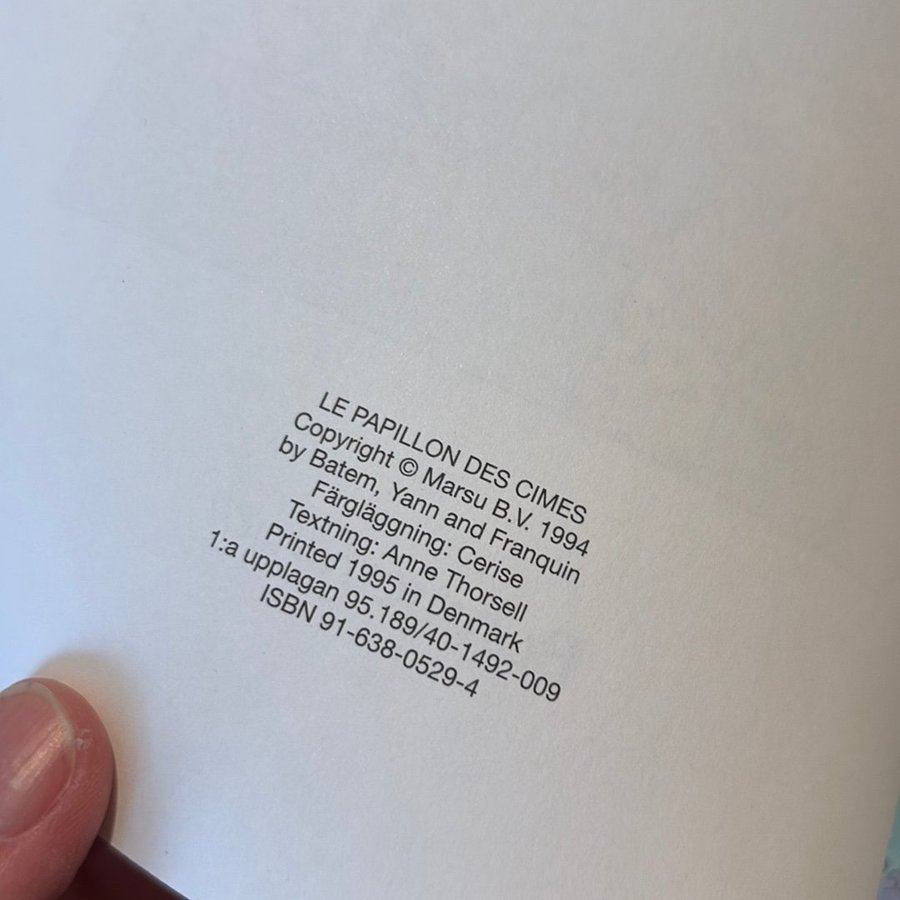 LE PAPILLON DES CIMES
Copyright © Marsu B.V. 1994
by Batem, Yann and Franquin
Färgläggning: Cerise
Textning: Anne Thorsell
Printed 1995 in Denmark
1:a upplagan 95.189/40-1492-009
ISBN 91-638-0529-4